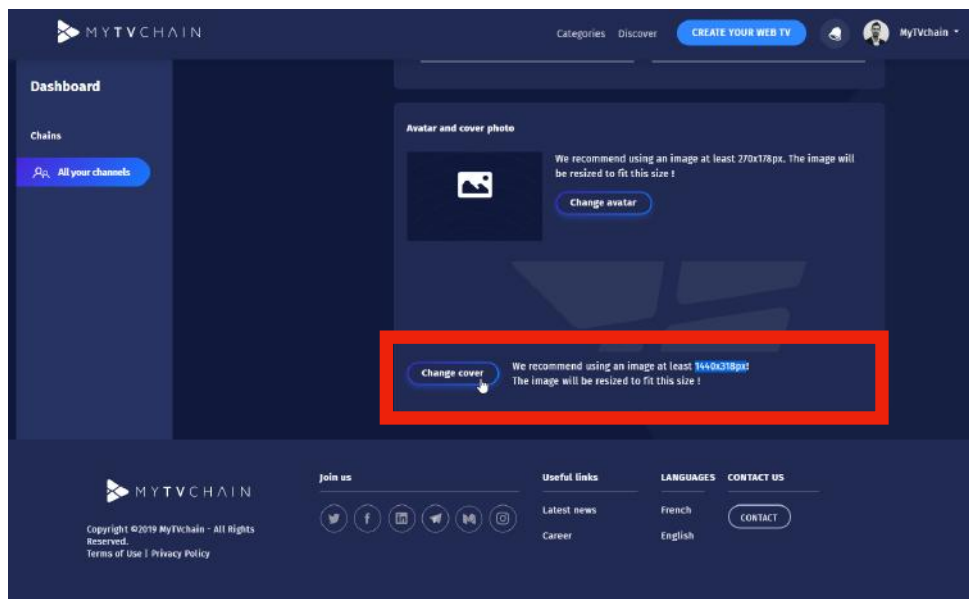 MYTVCHAIN
Categories Discover CREATE YOUR WEB TV MyTVchain
Dashboard
Chains
All your channels
Avatar and cover photo
We recommend using an image at least 270x178px. The image will
be resized to fit this size !
Change avatar
Change cover
We recommend using an image at least 1440x318px!
The image will be resized to fit this size !
MYTVCHAIN
Copyright ©2019 MyTVchain - All Rights
Reserved.
Terms of Use | Privacy Policy
Join us
Useful links
Latest news
Career
LANGUAGES
French
English
CONTACT US
CONTACT